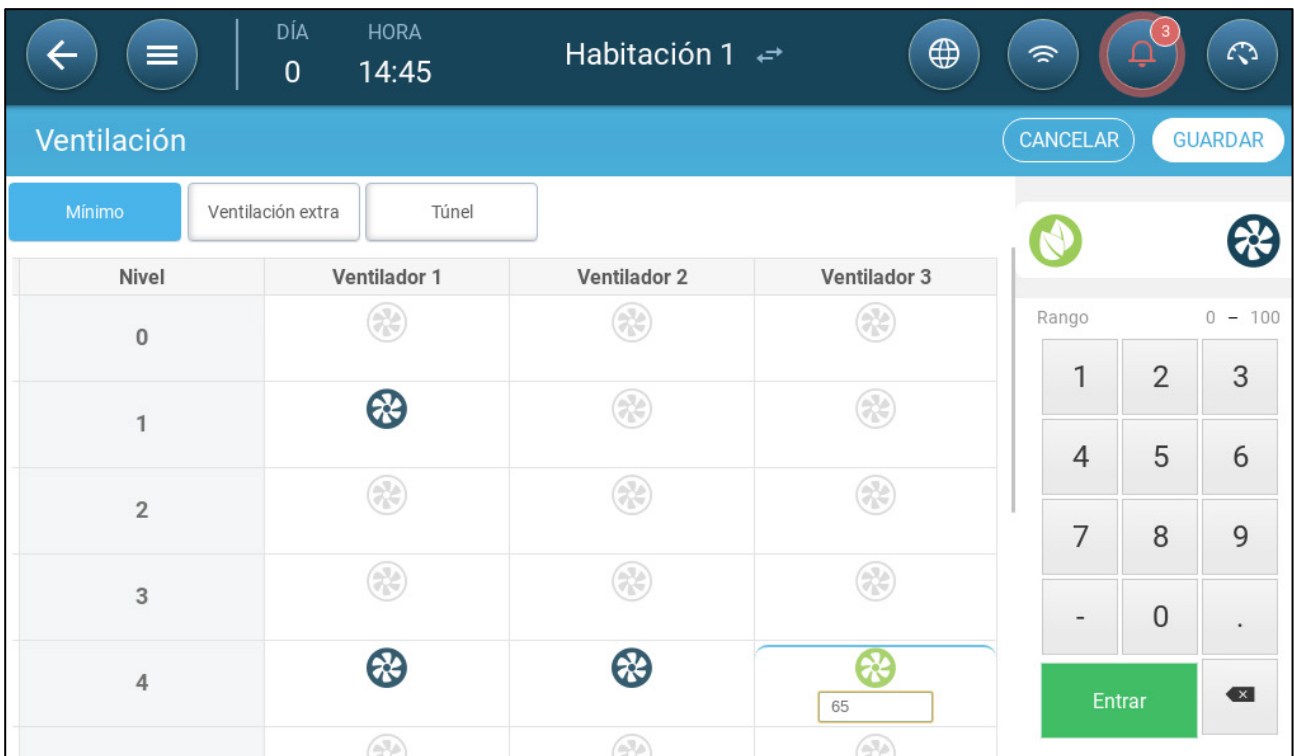 DÍA HORA
0 14:45
Habitación 1
3
Ventilación
CANCELAR GUARDAR
Mínimo Ventilación extra Túnel
Nivel Ventilador 1 Ventilador 2 Ventilador 3
0
1
2
3
4
65
Rango 0 – 100
1 2 3
4 5 6
7 8 9
- 0 .
Entrar